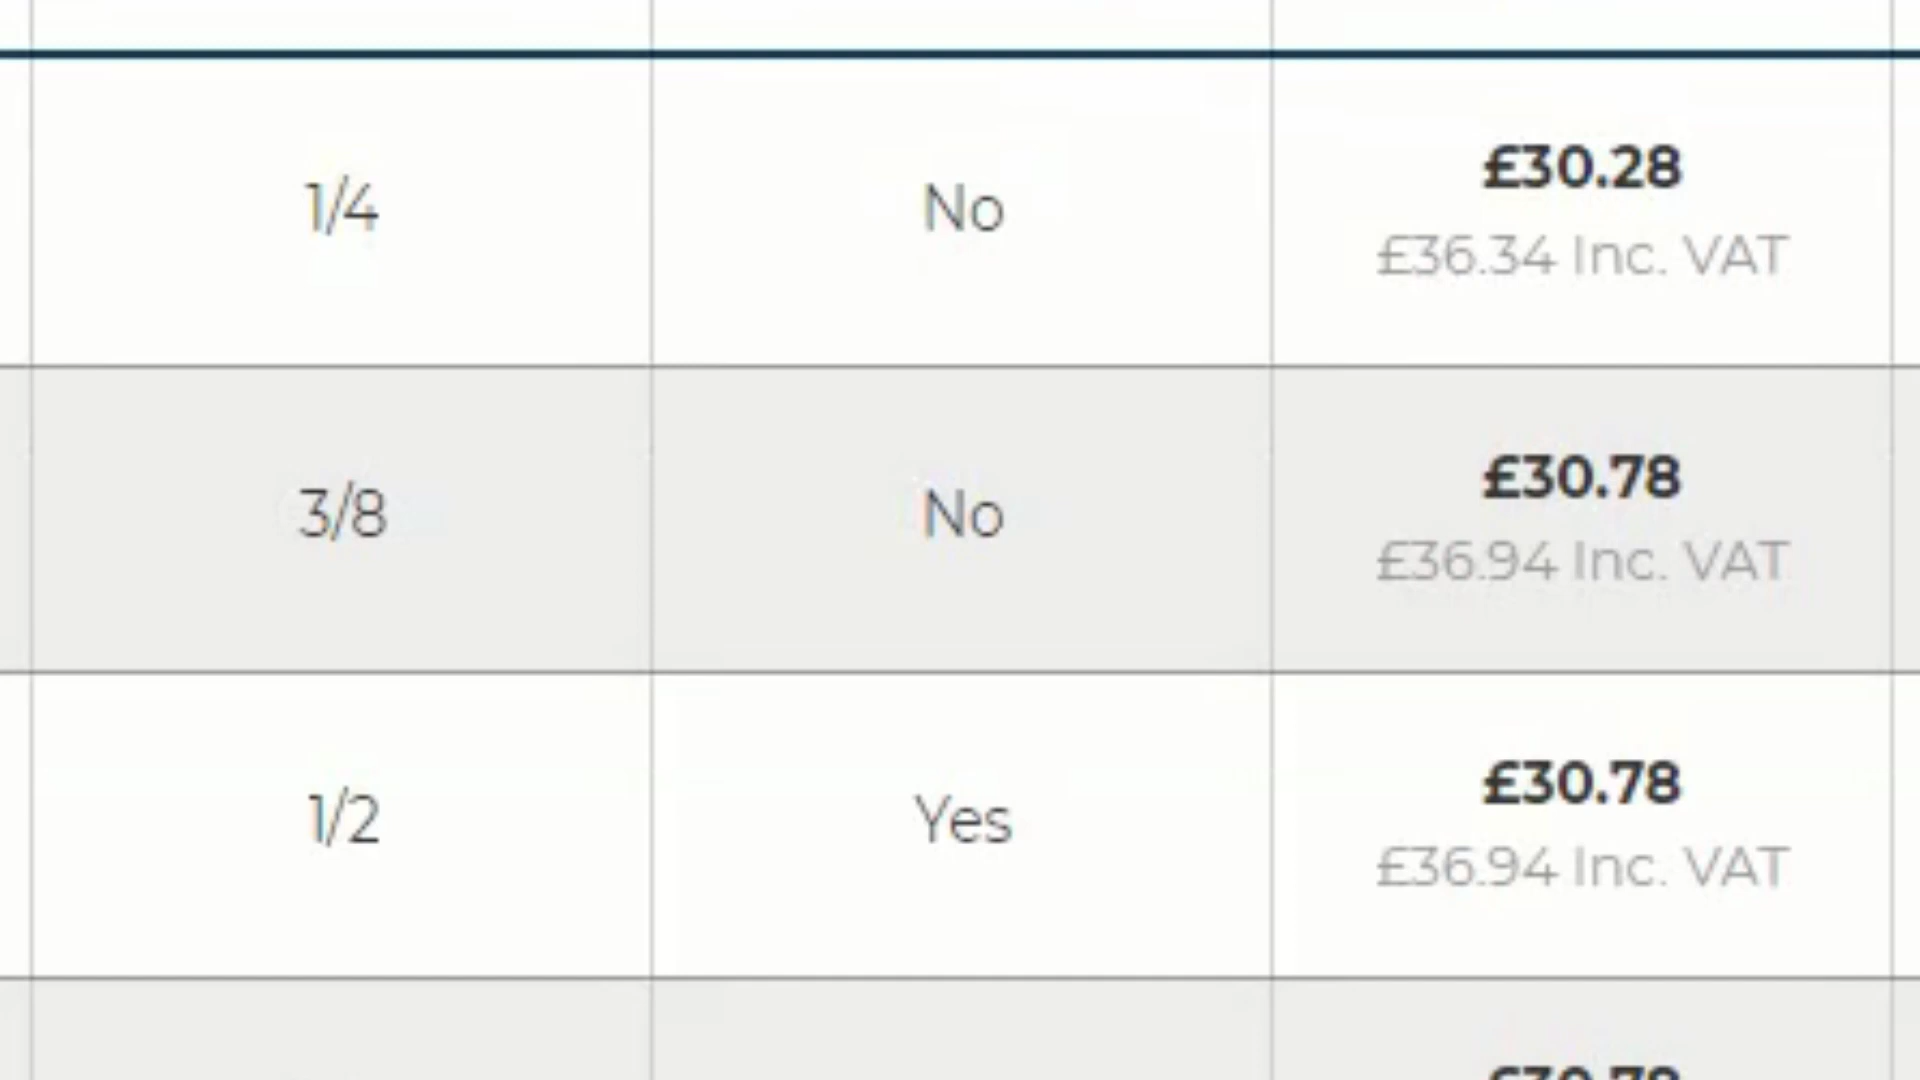 1/4 No £30.28
£36.34 Inc. VAT
3/8 No £30.78
£36.94 Inc. VAT
1/2 Yes £30.78
£36.94 Inc. VAT